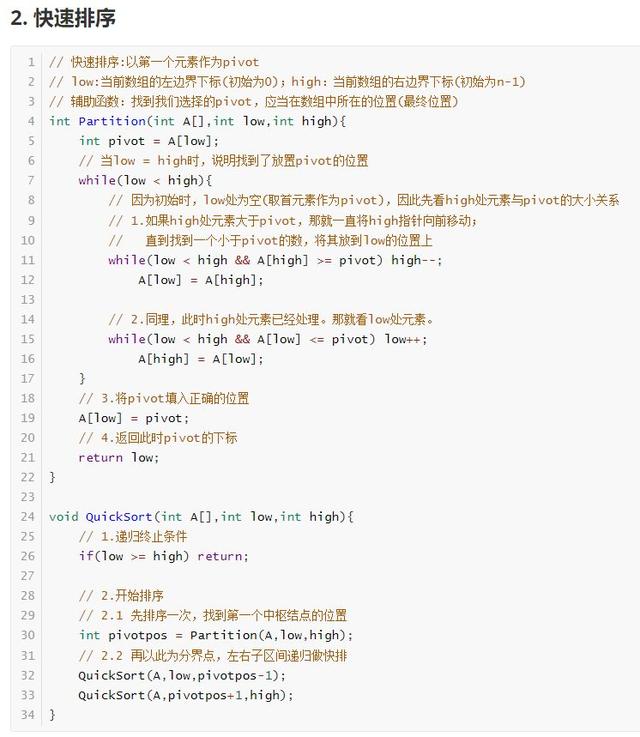 2. 快速排序
1 // 快速排序:以第一个元素作为pivot
2 // low:当前数组的左边界下标(初始为0)；high：当前数组的右边界下标(初始为n-1)
3 // 辅助函数：找到我们选择的pivot，应当在数组中所在的位置(最终位置)
4 int Partition(int A[],int low,int high){
5     int pivot = A[low];
6     // 当low = high时，说明找到了放置pivot的位置
7     while(low < high){
8         // 因为初始时，low处为空(取首元素作为pivot)，因此先看high处元素与pivot的大小关系
9         // 1.如果high处元素大于pivot，那就一直将high指针向前移动；
10         //   直到找到一个小于pivot的数，将其放到low的位置上
11         while(low < high && A[high] >= pivot) high--;
12             A[low] = A[high];
13
14         // 2.同理，此时high处元素已经处理。那就看low处元素。
15         while(low < high && A[low] <= pivot) low++;
16             A[high] = A[low];
17     }
18     // 3.将pivot填入正确的位置
19     A[low] = pivot;
20     // 4.返回此时pivot的下标
21     return low;
22 }
23
24 void QuickSort(int A[],int low,int high){
25     // 1.递归终止条件
26     if(low >= high) return;
27
28     // 2.开始排序
29     // 2.1 先排序一次，找到第一个中枢结点的位置
30     int pivotpos = Partition(A,low,high);
31     // 2.2 再以此为分界点，左右子区间递归做快排
32     QuickSort(A,low,pivotpos-1);
33     QuickSort(A,pivotpos+1,high);
34 }